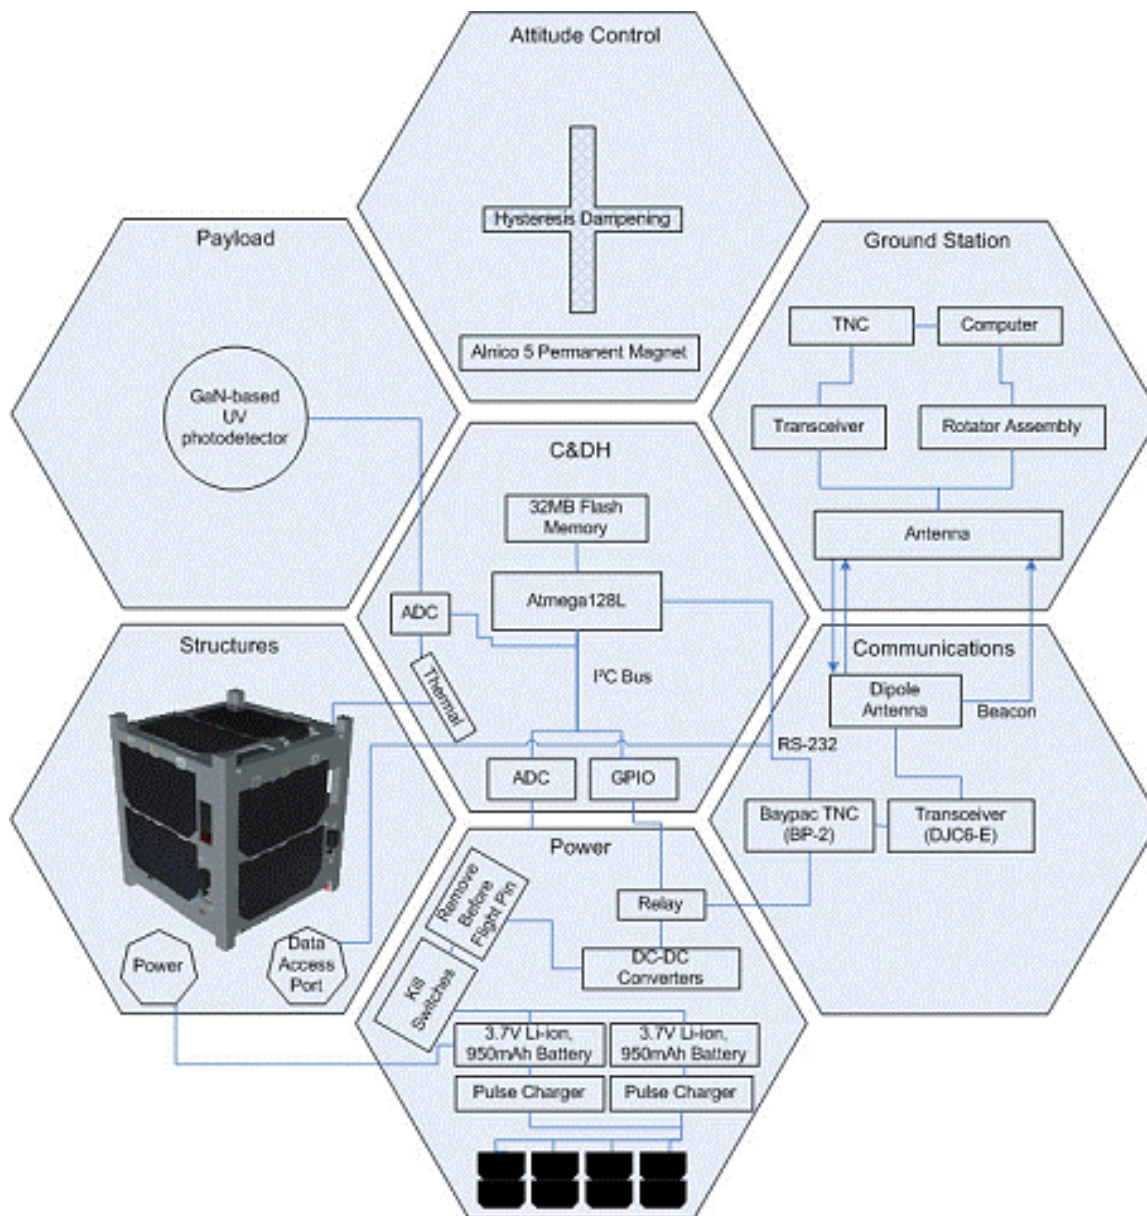 Attitude Control
Hysteresis Dampening
Alnico 5 Permanent Magnet
Payload
GaN-based
UV
photodetector
Ground Station
TNC
Computer
Transceiver
Rotator Assembly
Antenna
C&DH
32MB Flash
Memory
Atmega128L
ADC
Thermal
I²C Bus
ADC
GPIO
Structures
Power
Data
Access
Port
Communications
Dipole
Antenna
Beacon
RS-232
Baypac TNC
(BP-2)
Transceiver
(DJC6-E)
Power
Remove
Before
Flight Pin
Kill
Switches
Relay
DC-DC
Converters
3.7V Li-ion,
950mAh Battery
3.7V Li-ion,
950mAh Battery
Pulse Charger
Pulse Charger